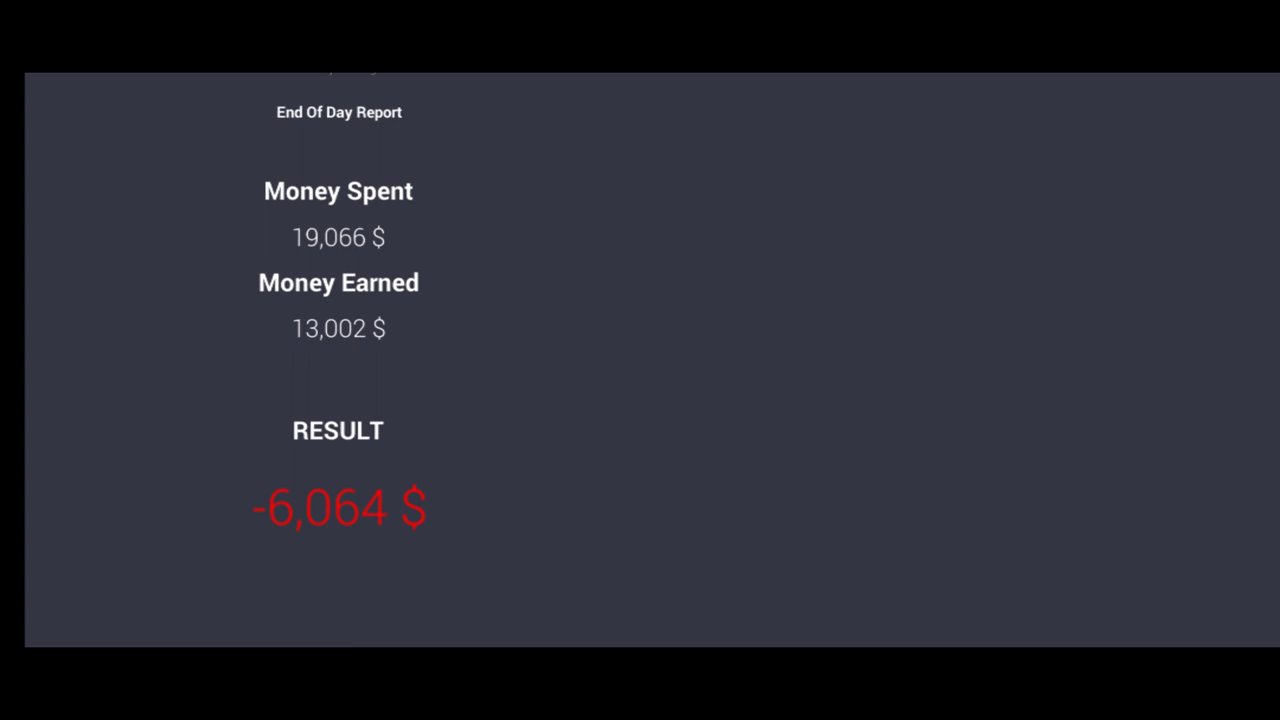 End Of Day Report
Money Spent
19,066 $
Money Earned
13,002 $
RESULT
-6,064 $